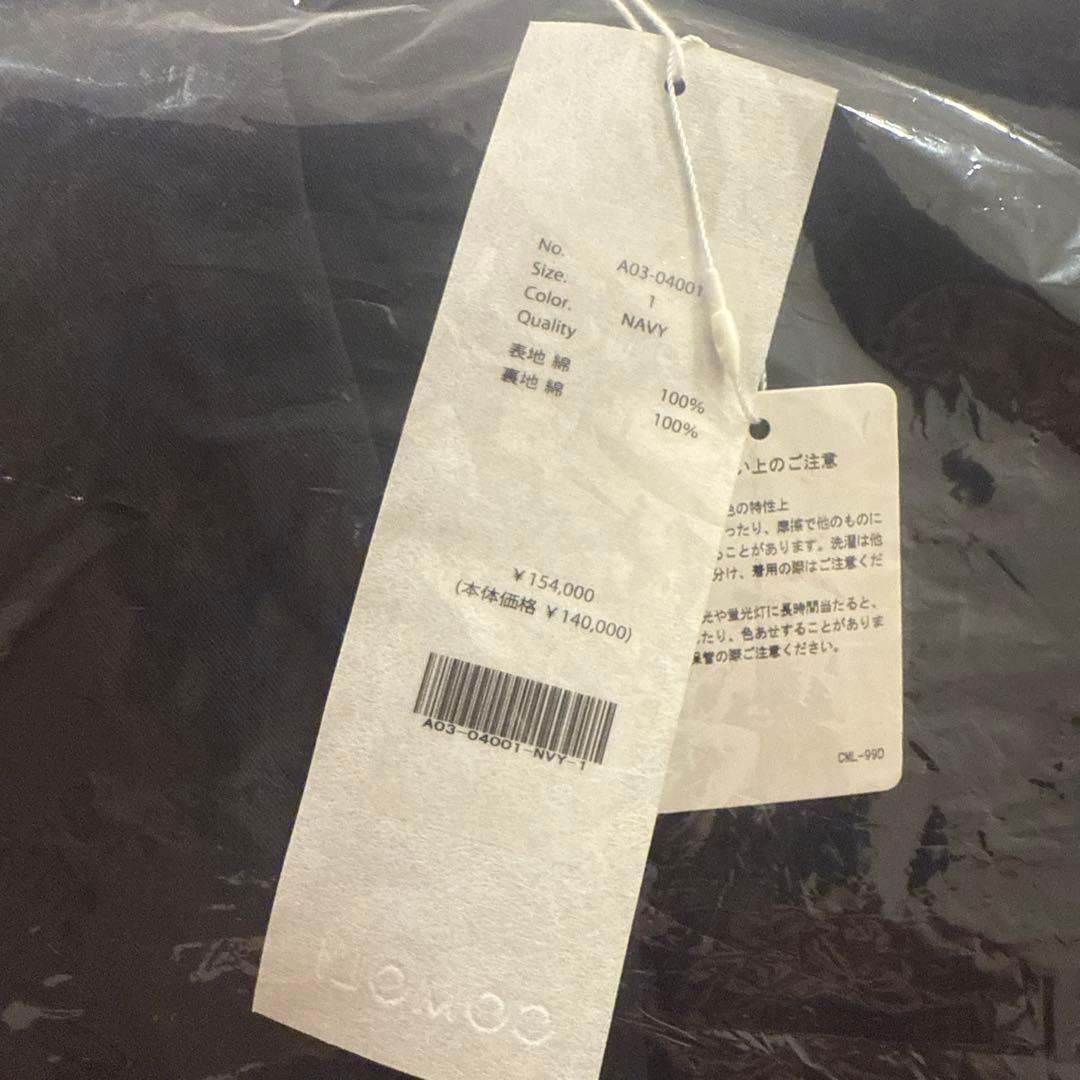 No. A03-04001
Size. 1
Color. NAVY
Quality
表地 綿 100%
裏地 綿 100%
¥154,000
(本体価格 ¥140,000)
A03-04001-NVY-1
COMOLI
い上のご注意
色の特性上
ったり、摩擦で他のものに
ることがあります。洗濯は他
分け、着用の際はご注意くだ
光や蛍光灯に長時間当たると、
たり、色あせすることがありま
保管の際ご注意ください。
CML-99D